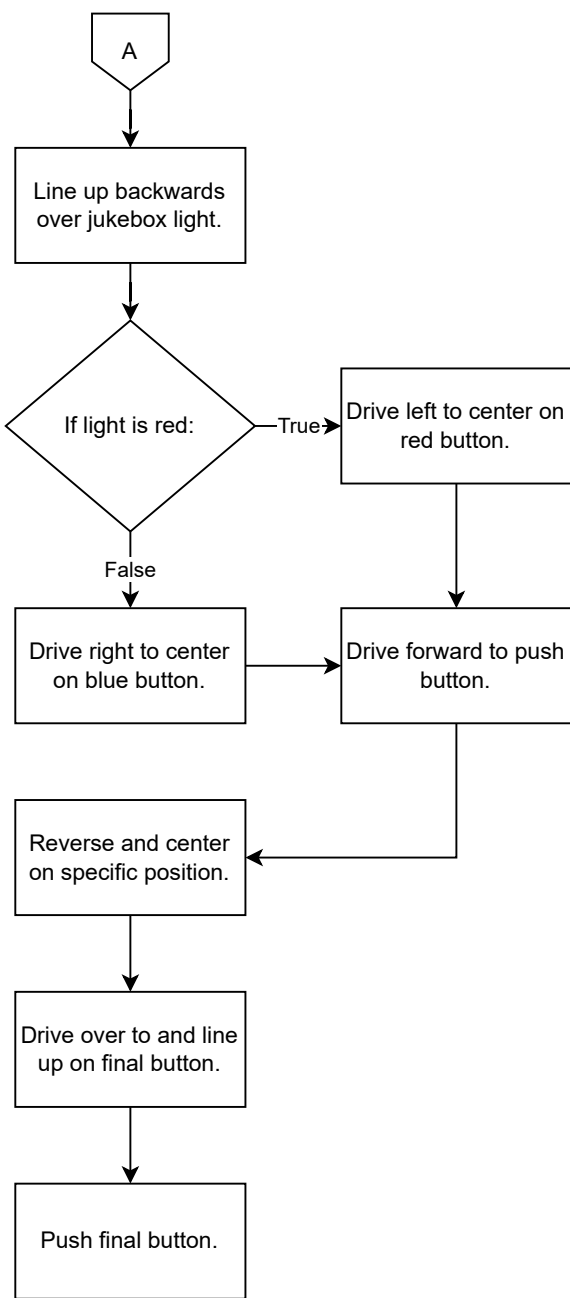 A
Line up backwards
over jukebox light.
If light is red:
True
Drive left to center on
red button.
False
Drive right to center
on blue button.
Drive forward to push
button.
Reverse and center
on specific position.
Drive over to and line
up on final button.
Push final button.